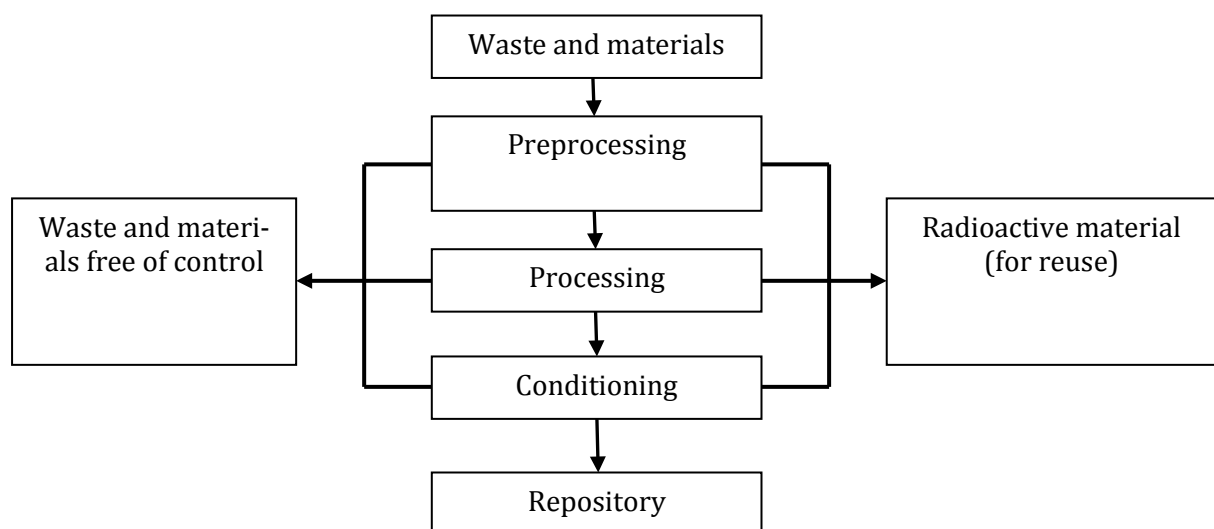 Waste and materials
Preprocessing
Waste and materi-
als free of control
Radioactive material
(for reuse)
Processing
Conditioning
Repository